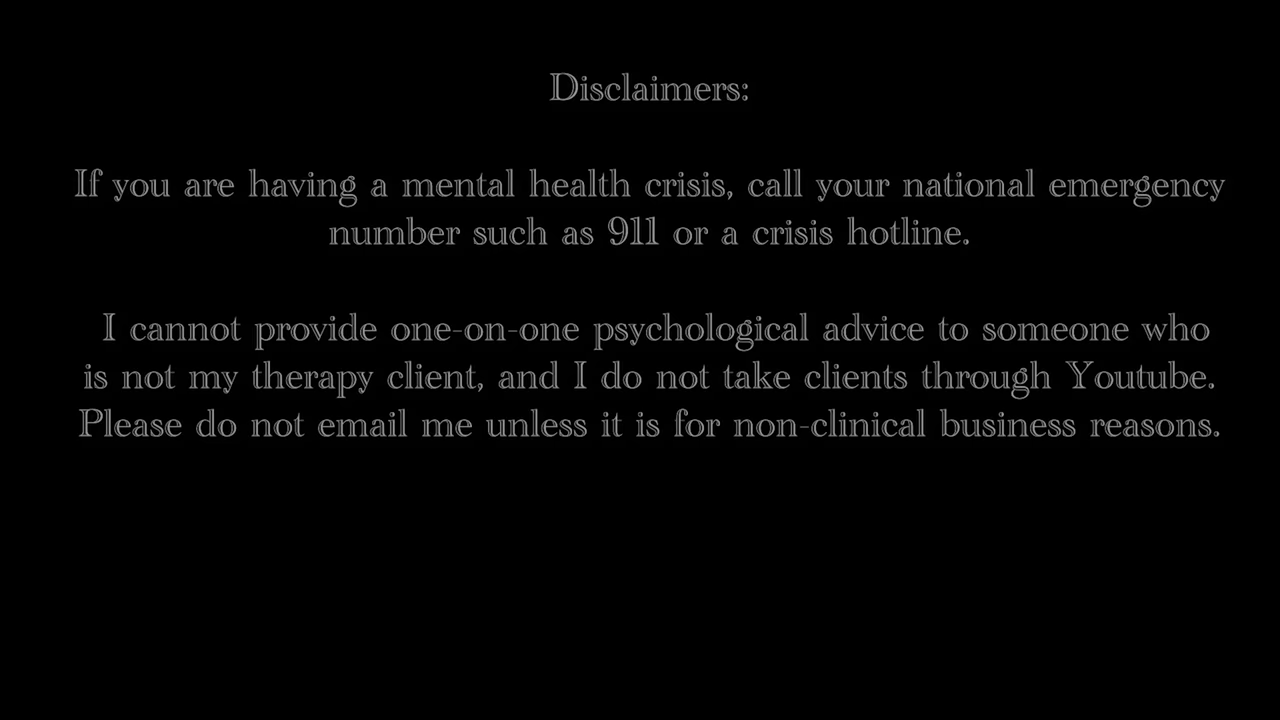 Disclaimers:
If you are having a mental health crisis, call your national emergency
number such as 911 or a crisis hotline.
I cannot provide one-on-one psychological advice to someone who
is not my therapy client, and I do not take clients through Youtube.
Please do not email me unless it is for non-clinical business reasons.